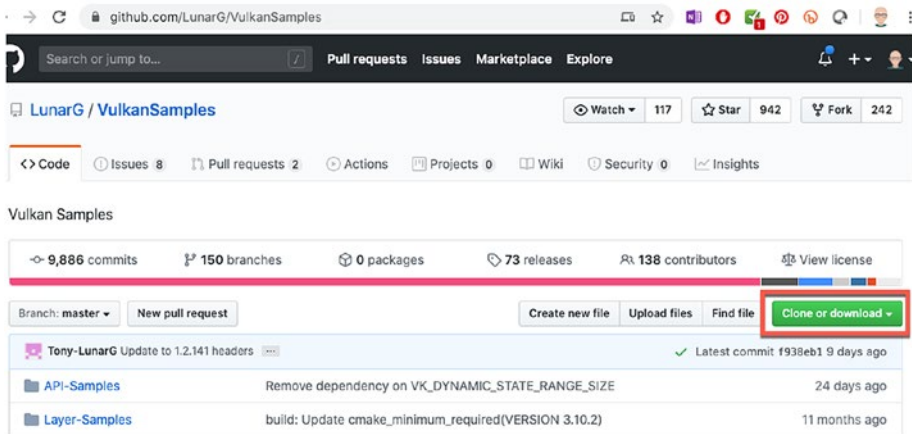 github.com/LunarG/VulkanSamples
1
Search or jump to... / Pull requests Issues Marketplace Explore
LunarG / VulkanSamples Watch 117 Star 942 Fork 242
<> Code Issues 8 Pull requests 2 Actions Projects 0 Wiki Security 0 Insights
Vulkan Samples
9,886 commits 150 branches 0 packages 73 releases 138 contributors View license
Branch: master New pull request Create new file Upload files Find file Clone or download
Tony-LunarG Update to 1.2.141 headers ... Latest commit f938eb1 9 days ago
API-Samples Remove dependency on VK_DYNAMIC_STATE_RANGE_SIZE 24 days ago
Layer-Samples build: Update cmake_minimum_required(VERSION 3.10.2) 11 months ago